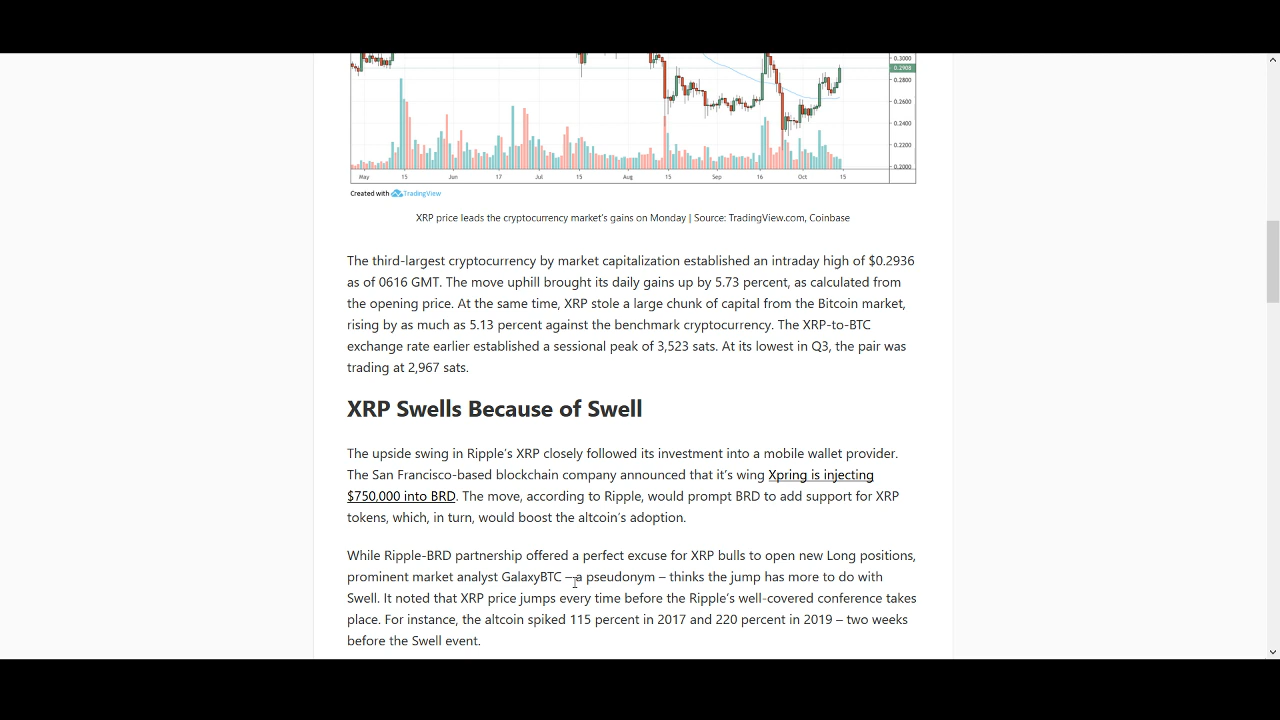 0.3000
0.2908
0.2800
0.2600
0.2400
0.2200
0.2000
May 15 Jun 17 Jul 15 Aug 15 Sep 16 Oct 15
Created with TradingView
XRP price leads the cryptocurrency market's gains on Monday | Source: TradingView.com, Coinbase
The third-largest cryptocurrency by market capitalization established an intraday high of $0.2936
as of 0616 GMT. The move uphill brought its daily gains up by 5.73 percent, as calculated from
the opening price. At the same time, XRP stole a large chunk of capital from the Bitcoin market,
rising by as much as 5.13 percent against the benchmark cryptocurrency. The XRP-to-BTC
exchange rate earlier established a sessional peak of 3,523 sats. At its lowest in Q3, the pair was
trading at 2,967 sats.
XRP Swells Because of Swell
The upside swing in Ripple's XRP closely followed its investment into a mobile wallet provider.
The San Francisco-based blockchain company announced that it's wing Xpring is injecting
$750,000 into BRD. The move, according to Ripple, would prompt BRD to add support for XRP
tokens, which, in turn, would boost the altcoin's adoption.
While Ripple-BRD partnership offered a perfect excuse for XRP bulls to open new Long positions,
prominent market analyst GalaxyBTC – a pseudonym – thinks the jump has more to do with
Swell. It noted that XRP price jumps every time before the Ripple's well-covered conference takes
place. For instance, the altcoin spiked 115 percent in 2017 and 220 percent in 2019 – two weeks
before the Swell event.